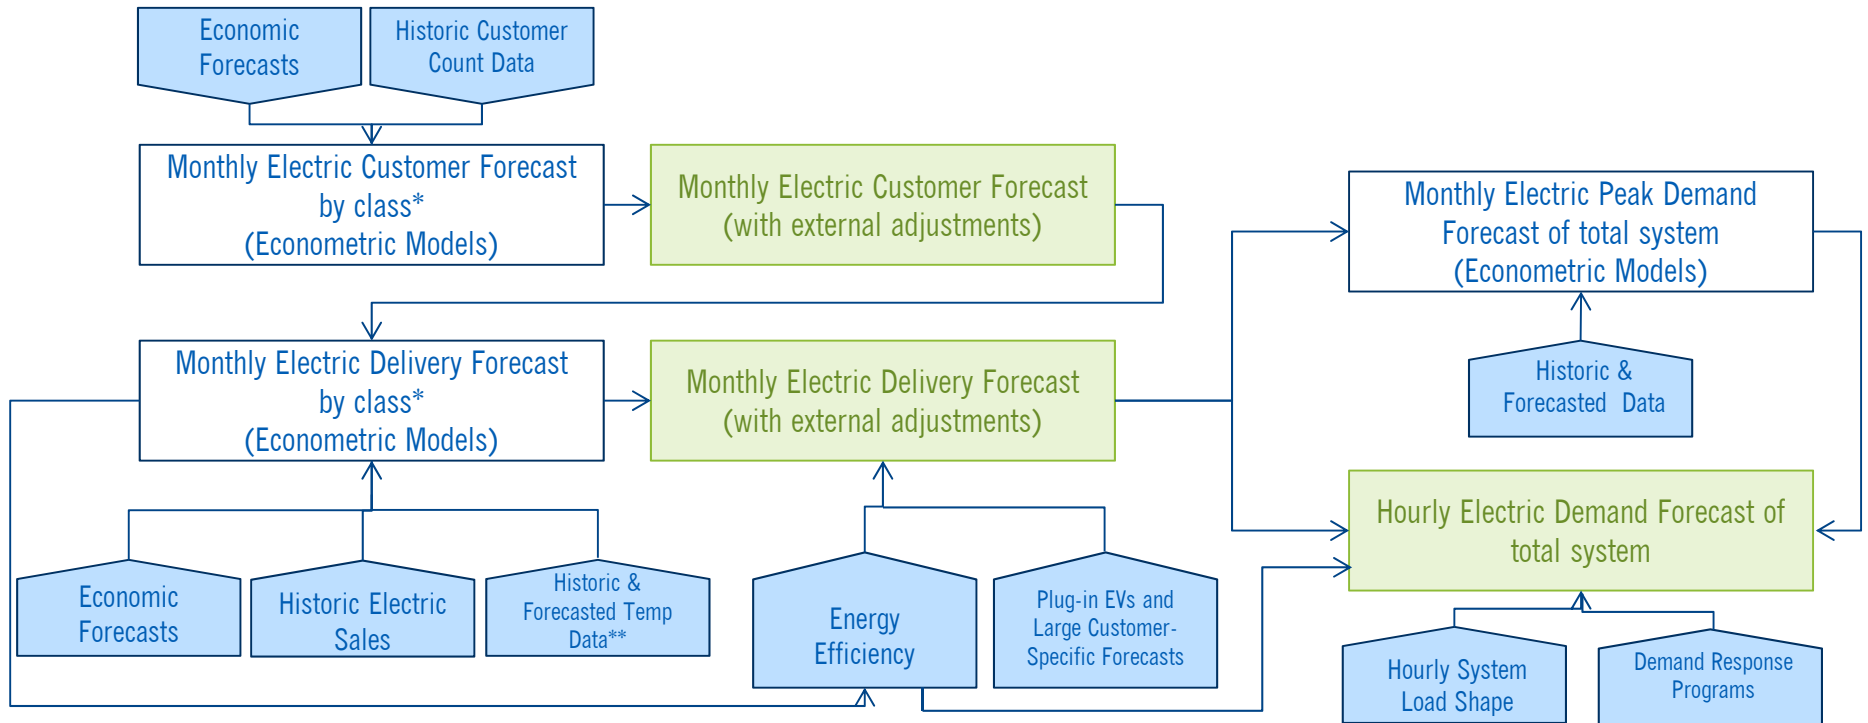 Economic
Forecasts
Historic Customer
Count Data
Monthly Electric Customer Forecast
by class*
(Econometric Models)
Monthly Electric Customer Forecast
(with external adjustments)
Monthly Electric Peak Demand
Forecast of total system
(Econometric Models)
Monthly Electric Delivery Forecast
by class*
(Econometric Models)
Monthly Electric Delivery Forecast
(with external adjustments)
Historic &
Forecasted Data
Hourly Electric Demand Forecast of
total system
Economic
Forecasts
Historic Electric
Sales
Historic &
Forecasted Temp
Data**
Energy
Efficiency
Plug-in EVs and
Large Customer-
Specific Forecasts
Hourly System
Load Shape
Demand Response
Programs